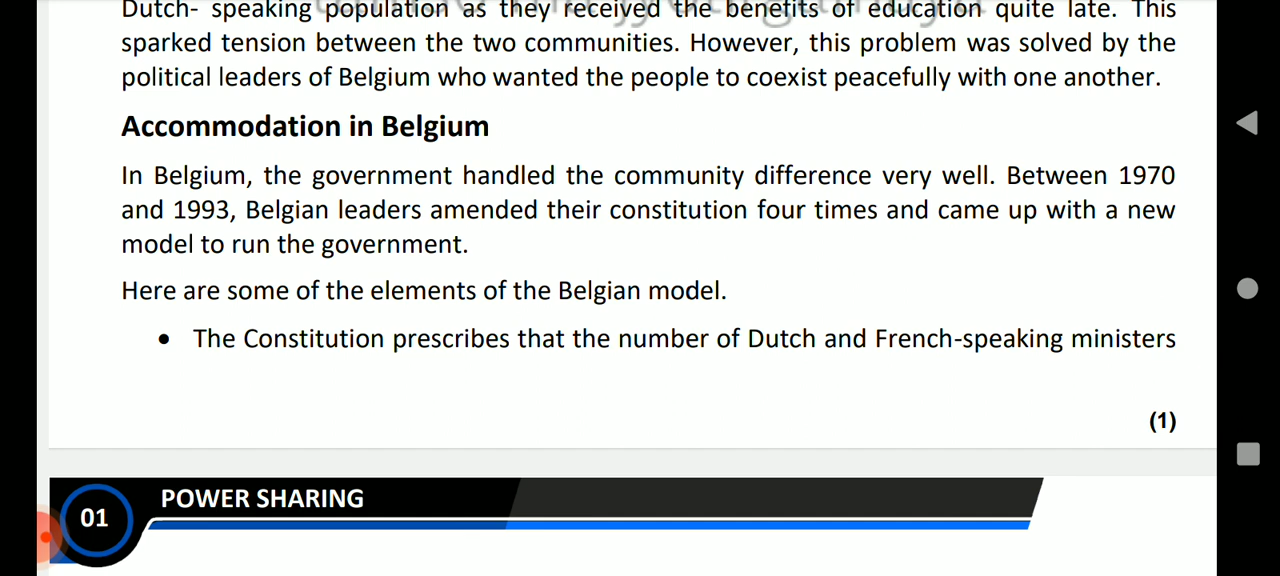 Dutch- speaking population as they received the benefits of education quite late. This
sparked tension between the two communities. However, this problem was solved by the
political leaders of Belgium who wanted the people to coexist peacefully with one another.
Accommodation in Belgium
In Belgium, the government handled the community difference very well. Between 1970
and 1993, Belgian leaders amended their constitution four times and came up with a new
model to run the government.
Here are some of the elements of the Belgian model.
• The Constitution prescribes that the number of Dutch and French-speaking ministers
(1)
01 POWER SHARING